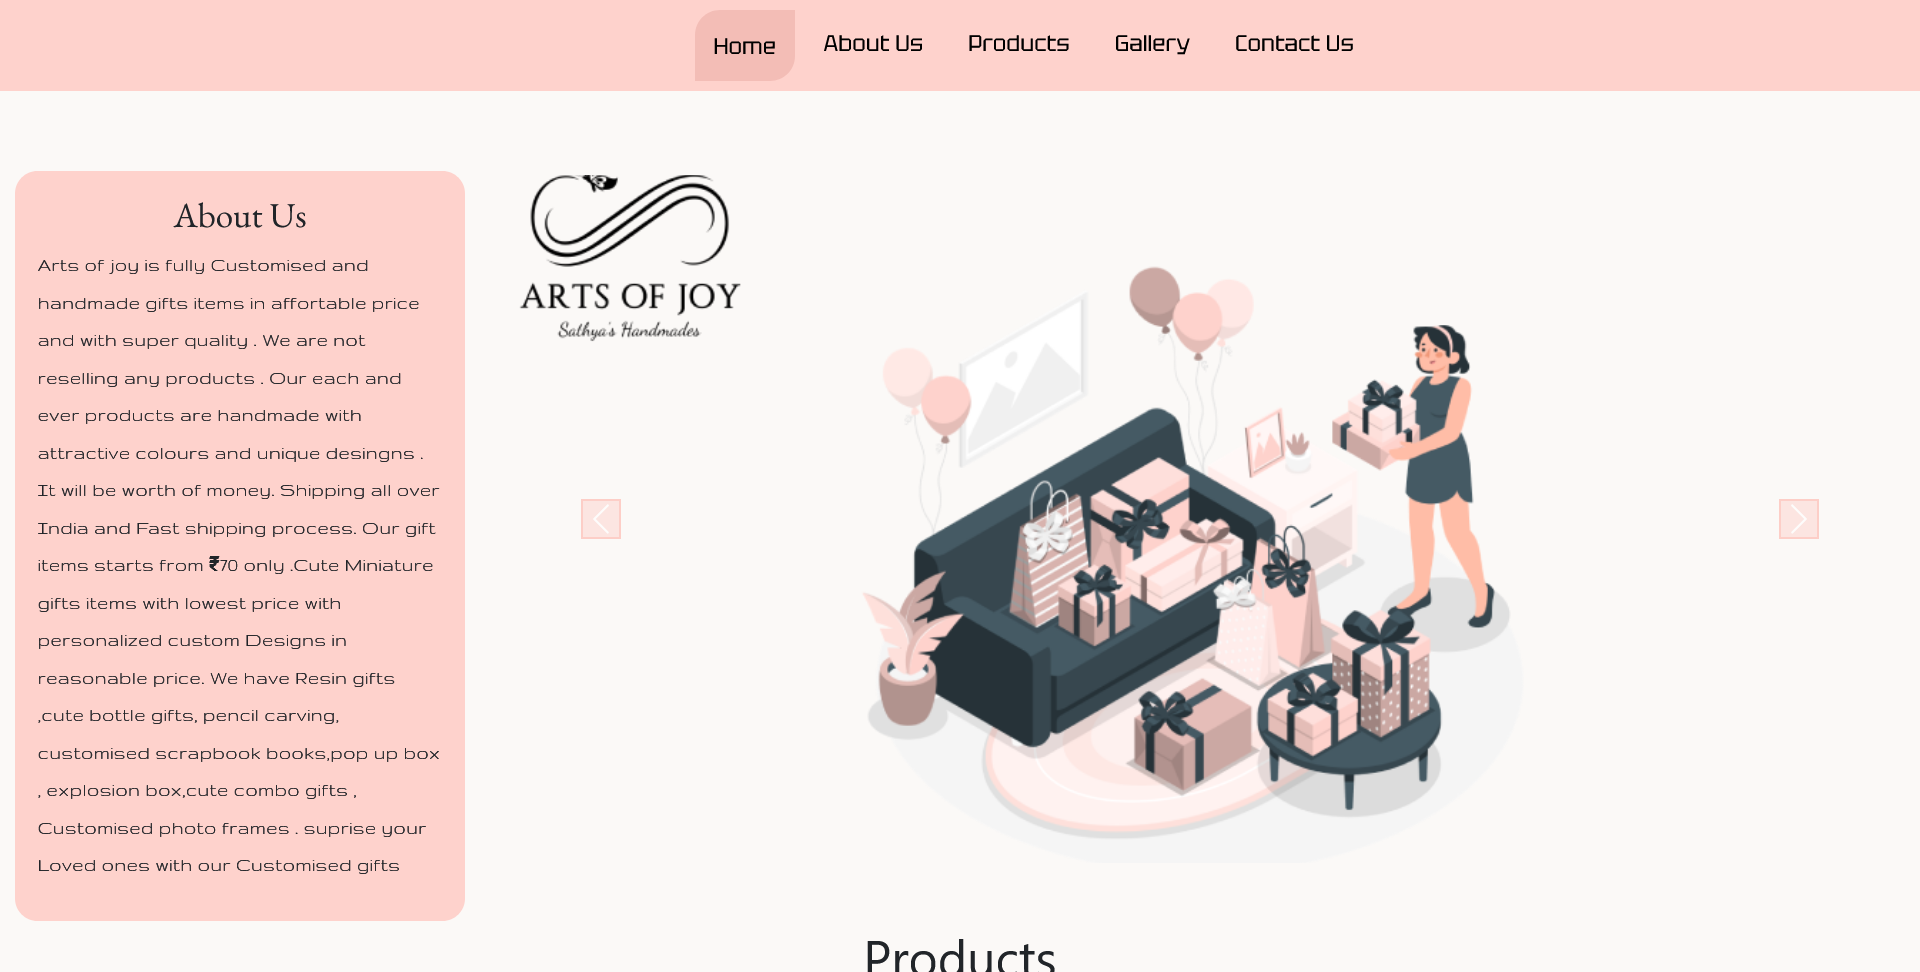 Home
About Us
Products
Gallery
Contact Us
About Us
Arts of joy is fully Customised and
handmade gifts items in affortable price
and with super quality . We are not
reselling any products . Our each and
ever products are handmade with
attractive colours and unique desingns .
It will be worth of money. Shipping all over
India and Fast shipping process. Our gift
items starts from ₹70 only .Cute Miniature
gifts items with lowest price with
personalized custom Designs in
reasonable price. We have Resin gifts
,cute bottle gifts, pencil carving,
customised scrapbook books,pop up box
, explosion box,cute combo gifts ,
Customised photo frames . suprise your
Loved ones with our Customised gifts
ARTS OF JOY
Sathya's Handmades
Products